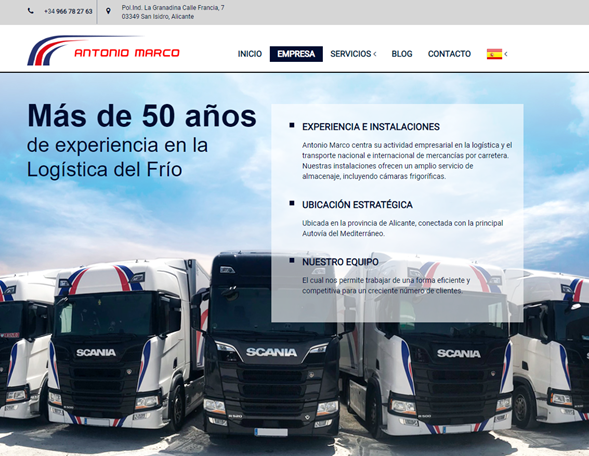 +34 966 78 27 63
Pol.Ind. La Granadina Calle Francia, 7
03349 San Isidro, Alicante
ANTONIO MARCO
INICIO EMPRESA SERVICIOS BLOG CONTACTO
Más de 50 años
de experiencia en la
Logística del Frío
EXPERIENCIA E INSTALACIONES
Antonio Marco centra su actividad empresarial en la logística y el
transporte nacional e internacional de mercancías por carretera.
Nuestras instalaciones ofrecen un amplio servicio de
almacenaje, incluyendo cámaras frigoríficas.
UBICACIÓN ESTRATÉGICA
Ubicada en la provincia de Alicante, conectada con la principal
Autovía del Mediterráneo.
NUESTRO EQUIPO
El cual nos permite trabajar de una forma eficiente y
competitiva para un creciente número de clientes.
SCANIA
SCANIA
SCANIA